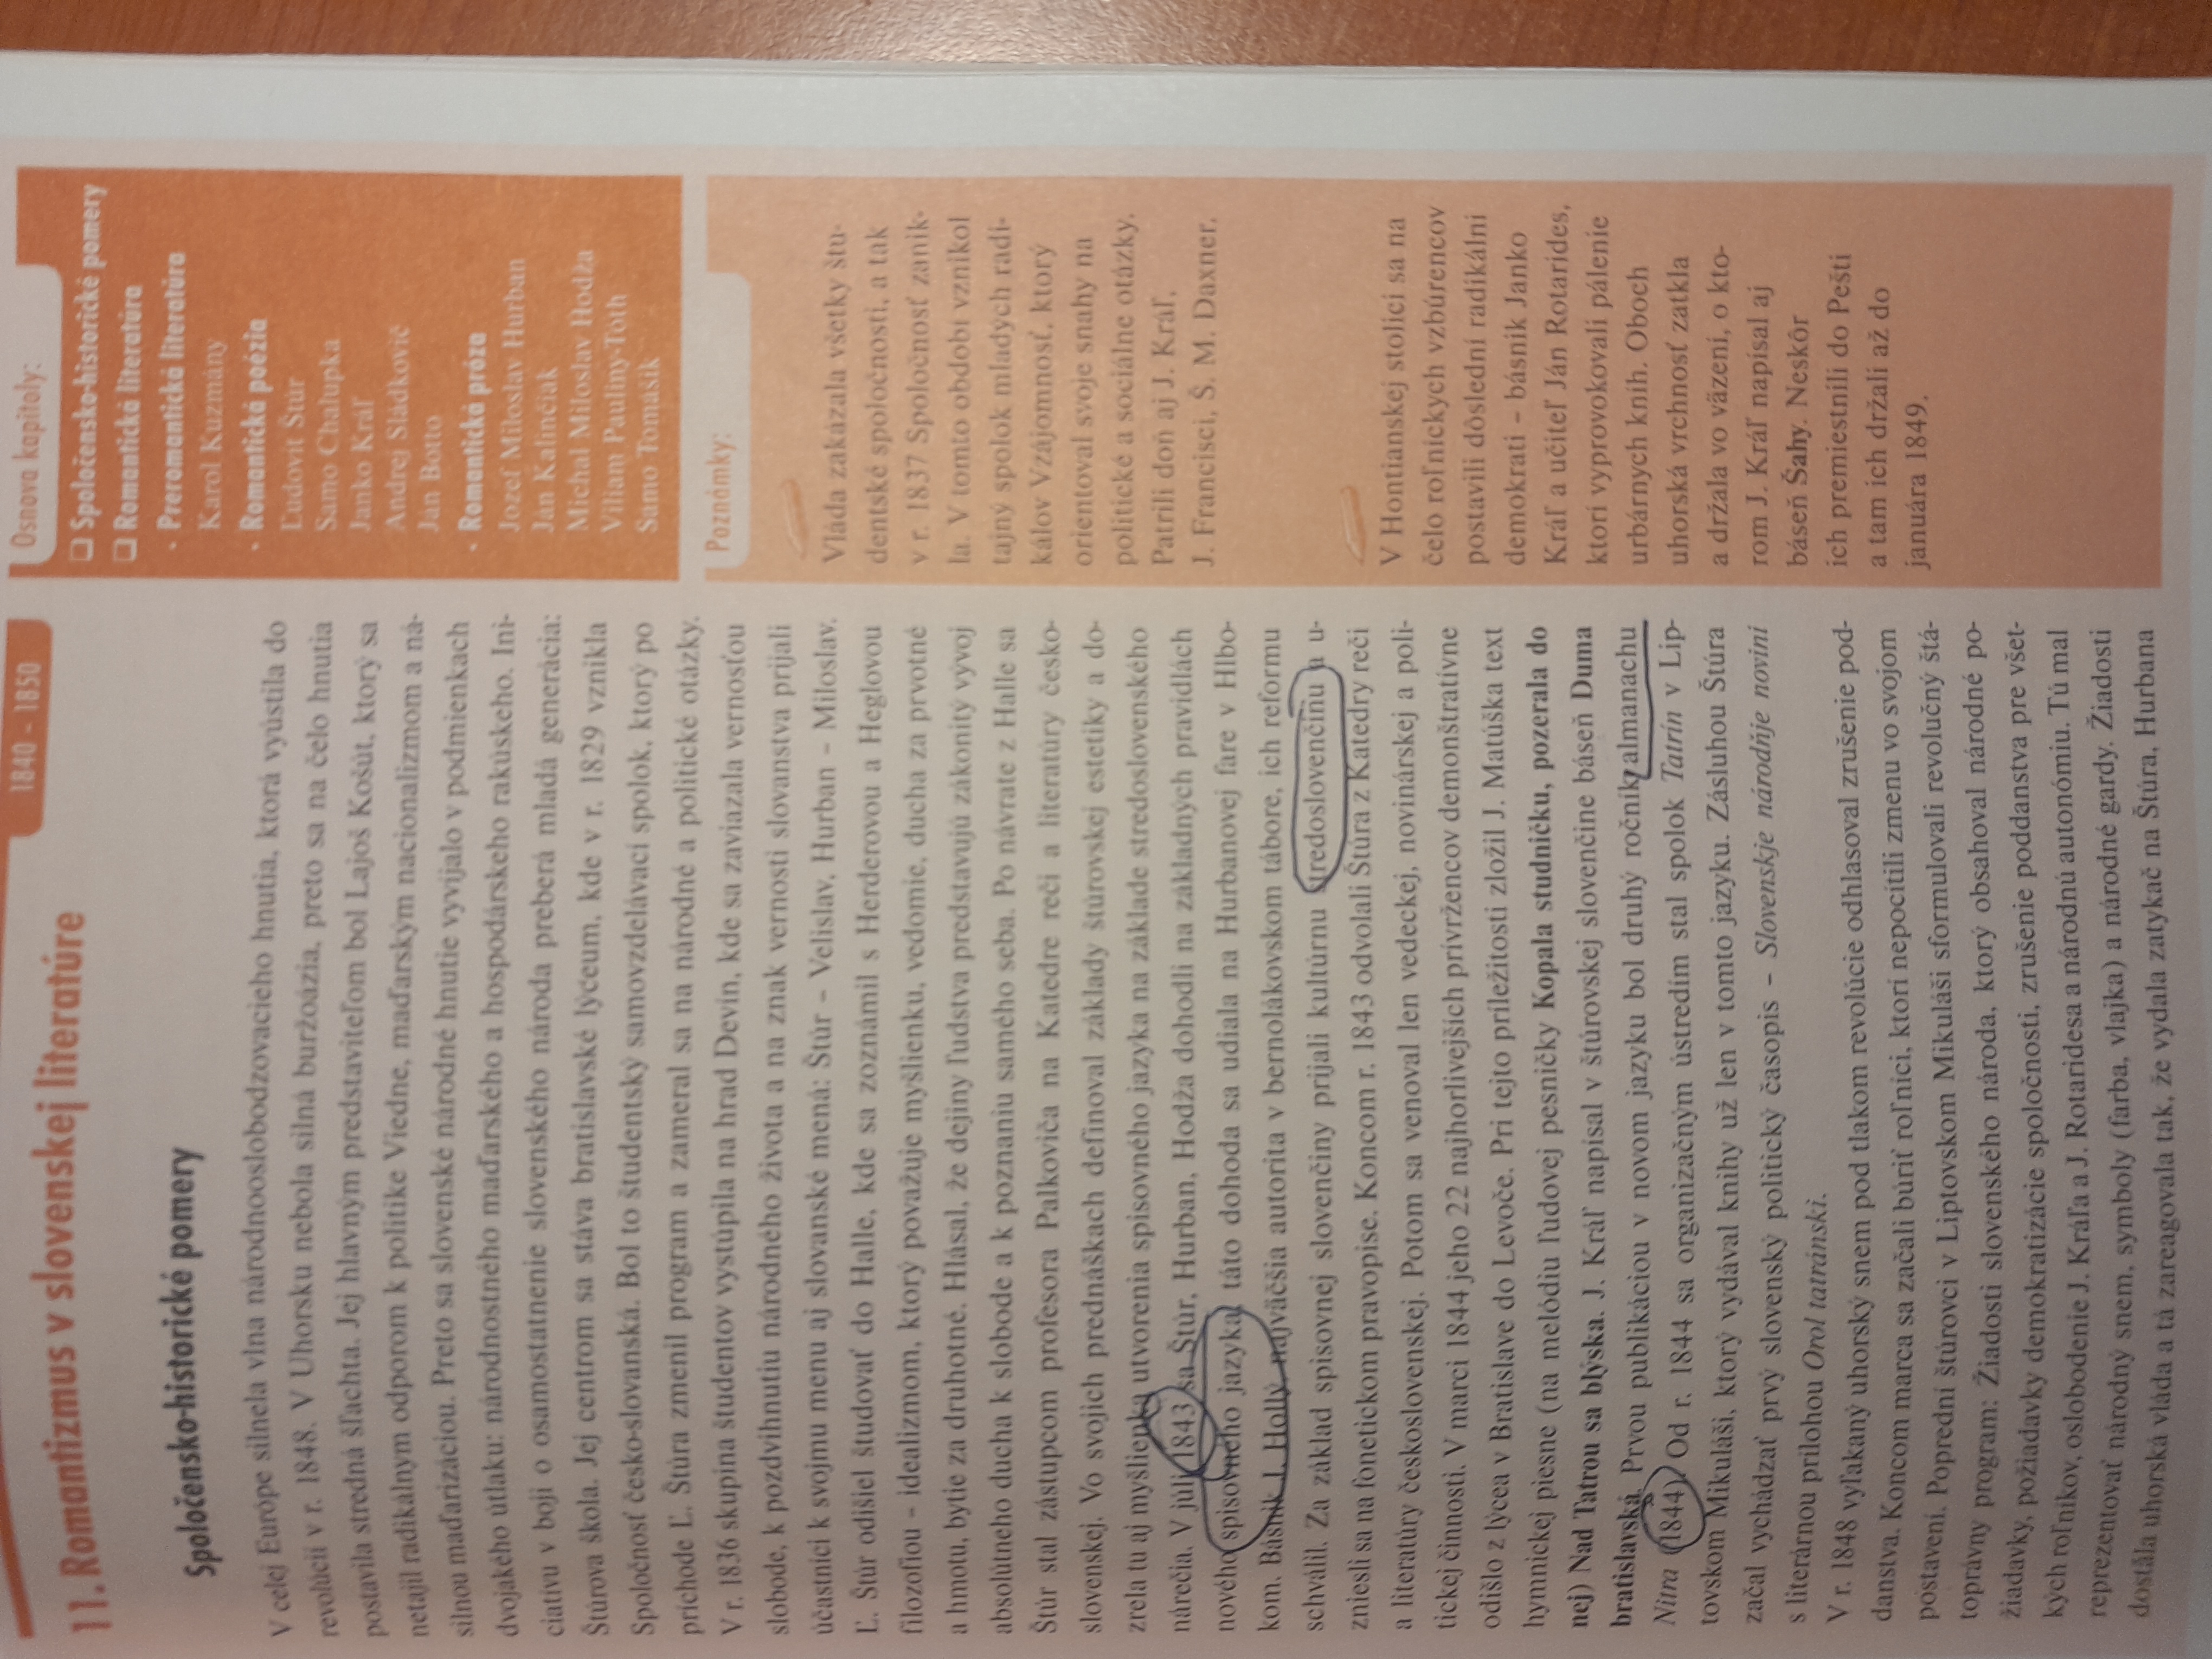 1840 - 1850
11. Romantizmus v slovenskej literatúre
Spoločensko-historické pomery
V celej Európe silnela vlna národnooslobodzovacieho hnutia, ktorá vyústila do
revolúcií v r. 1848. V Uhorsku nebola silná buržoázia, preto sa na čelo hnutia
postavila stredná šľachta. Jej hlavným predstaviteľom bol Lajoš Košút, ktorý sa
netajil radikálnym odporom k politike Viedne, maďarským nacionalizmom a ná-
silnou maďarizáciou. Preto sa slovenské národné hnutie vyvíjalo v podmienkach
dvojakého útlaku: národnostného maďarského a hospodárskeho rakúskeho. Ini-
ciatívu v boji o osamostatnenie slovenského národa preberá mladá generácia:
Štúrova škola. Jej centrom sa stáva bratislavské lýceum, kde v r. 1829 vznikla
Spoločnosť česko-slovanská. Bol to študentský samovzdelávací spolok, ktorý po
príchode Ľ. Štúra zmenil program a zameral sa na národné a politické otázky.
V r. 1836 skupina študentov vystúpila na hrad Devín, kde sa zaviazala vernosťou
slobode, k pozdvihnutiu národného života a na znak vernosti slovanstva prijali
účastníci k svojmu menu aj slovanské mená: Štúr – Velislav, Hurban – Miloslav.
Ľ. Štúr odišiel študovať do Halle, kde sa zoznámil s Herderovou a Heglovou
filozofiou – idealizmom, ktorý považuje myšlienku, vedomie, ducha za prvotné
a hmotu, bytie za druhotné. Hlásal, že dejiny ľudstva predstavujú zákonitý vývoj
absolútneho ducha k slobode a k poznaniu samého seba. Po návrate z Halle sa
Štúr stal zástupcom profesora Palkoviča na Katedre reči a literatúry česko-
slovenskej. Vo svojich prednáškach definoval základy štúrovskej estetiky a do-
zrela tu aj myšlienka utvorenia spisovného jazyka na základe stredoslovenského
nárečia. V júli 1843 sa Štúr, Hurban, Hodža dohodli na základných pravidlách
nového spisovného jazyka, táto dohoda sa udiala na Hurbanovej fare v Hlbo-
kom. Básnik J. Hollý, najväčšia autorita v bernolákovskom tábore, ich reformu
schválil. Za základ spisovnej slovenčiny prijali kultúrnu stredoslovenčinu a u-
zniesli sa na fonetickom pravopise. Koncom r. 1843 odvolali Štúra z Katedry reči
a literatúry československej. Potom sa venoval len vedeckej, novinárskej a poli-
tickej činnosti. V marci 1844 jeho 22 najhorlivejších prívržencov demonštratívne
odišlo z lýcea v Bratislave do Levoče. Pri tejto príležitosti zložil J. Matúška text
hymnickej piesne (na melódiu ľudovej pesničky Kopala studničku, pozerala do
nej) Nad Tatrou sa blýska. J. Kráľ napísal v štúrovskej slovenčine báseň Duma
bratislavská. Prvou publikáciou v novom jazyku bol druhý ročník almanachu
Nitra (1844). Od r. 1844 sa organizačným ústredím stal spolok Tatrín v Lip-
tovskom Mikuláši, ktorý vydával knihy už len v tomto jazyku. Zásluhou Štúra
začal vychádzať prvý slovenský politický časopis – Slovenskje národňje novini
s literárnou prílohou Orol tatránski.
V r. 1848 vyľakaný uhorský snem pod tlakom revolúcie odhlasoval zrušenie pod-
danstva. Koncom marca sa začali búriť roľníci, ktorí nepocítili zmenu vo svojom
postavení. Poprední štúrovci v Liptovskom Mikuláši sformulovali revolučný štá-
toprávny program: Žiadosti slovenského národa, ktorý obsahoval národné po-
žiadavky, požiadavky demokratizácie spoločnosti, zrušenie poddanstva pre všet-
kých roľníkov, oslobodenie J. Kráľa a J. Rotaridesa a národnú autonómiu. Tú mal
reprezentovať národný snem, symboly (farba, vlajka) a národné gardy. Žiadosti
dostala uhorská vláda a tá zareagovala tak, že vydala zatykač na Štúra, Hurbana
Osnova kapitoly:
❑ Spoločensko-historické pomery
❑ Romantická literatúra
- Preromantická literatúra
Karol Kuzmány
- Romantická poézia
Ľudovít Štúr
Samo Chalupka
Janko Kráľ
Andrej Sládkovič
Ján Botto
- Romantická próza
Jozef Miloslav Hurban
Ján Kalinčiak
Michal Miloslav Hodža
Viliam Pauliny-Tóth
Samo Tomášik
Poznámky:
Vláda zakázala všetky štu-
dentské spoločnosti, a tak
v r. 1837 Spoločnosť zanik-
la. V tomto období vznikol
tajný spolok mladých radi-
kálov Vzájomnosť, ktorý
orientoval svoje snahy na
politické a sociálne otázky.
Patrili doň aj J. Kráľ,
J. Francisci, Š. M. Daxner.
V Hontianskej stolici sa na
čelo roľníckych vzbúrencov
postavili dôslední radikálni
demokrati – básnik Janko
Kráľ a učiteľ Ján Rotarides,
ktorí vyprovokovali pálenie
urbárnych kníh. Oboch
uhorská vrchnosť zatkla
a držala vo väzení, o kto-
rom J. Kráľ napísal aj
báseň Šahy. Neskôr
ich premiestnili do Pešti
a tam ich držali až do
januára 1849.